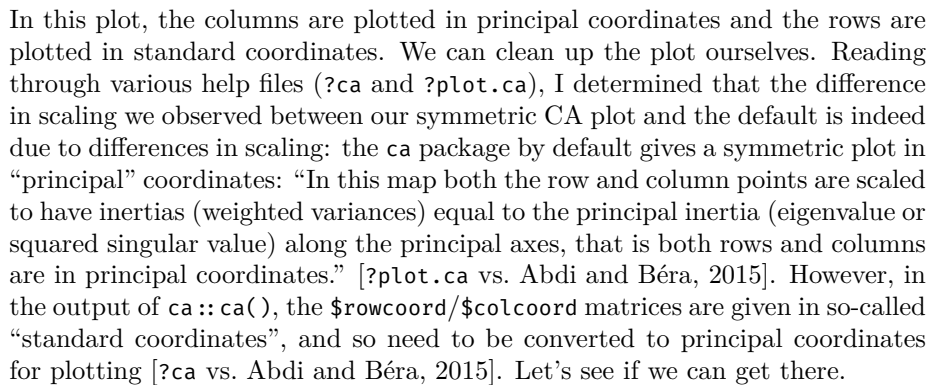 In this plot, the columns are plotted in principal coordinates and the rows are
plotted in standard coordinates. We can clean up the plot ourselves. Reading
through various help files (?ca and ?plot.ca), I determined that the difference
in scaling we observed between our symmetric CA plot and the default is indeed
due to differences in scaling: the ca package by default gives a symmetric plot in
“principal” coordinates: “In this map both the row and column points are scaled
to have inertias (weighted variances) equal to the principal inertia (eigenvalue or
squared singular value) along the principal axes, that is both rows and columns
are in principal coordinates.” [?plot.ca vs. Abdi and Béra, 2015]. However, in
the output of ca::ca(), the $rowcoord/$colcoord matrices are given in so-called
“standard coordinates”, and so need to be converted to principal coordinates
for plotting [?ca vs. Abdi and Béra, 2015]. Let’s see if we can get there.